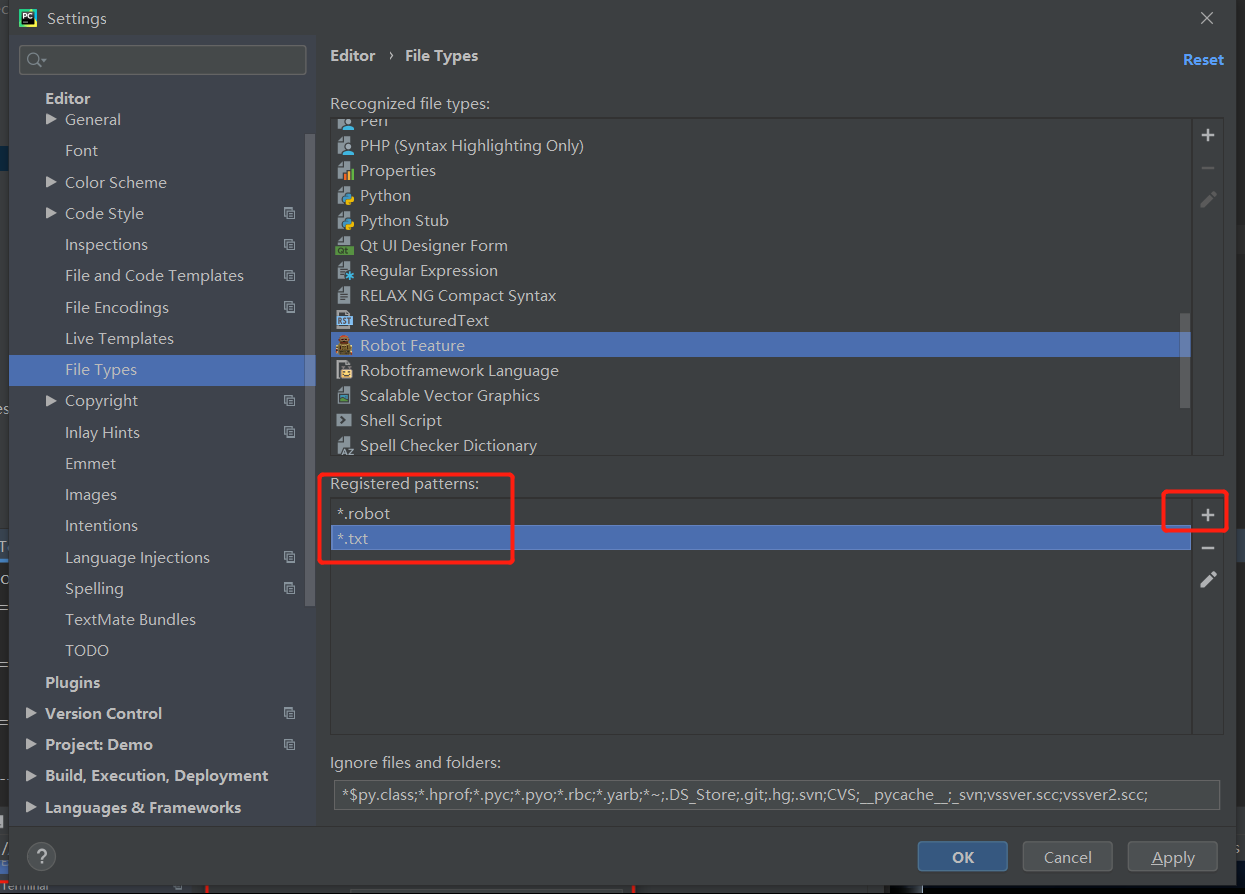 Settings
Editor › File Types
Reset
Editor
General
Font
Color Scheme
Code Style
Inspections
File and Code Templates
File Encodings
Live Templates
File Types
Copyright
Inlay Hints
Emmet
Images
Intentions
Language Injections
Spelling
TextMate Bundles
TODO
Plugins
Version Control
Project: Demo
Build, Execution, Deployment
Languages & Frameworks
Recognized file types:
Perl
PHP (Syntax Highlighting Only)
Properties
Python
Python Stub
Qt UI Designer Form
Regular Expression
RELAX NG Compact Syntax
ReStructuredText
Robot Feature
Robotframework Language
Scalable Vector Graphics
Shell Script
Spell Checker Dictionary
Registered patterns:
*.robot
*.txt
Ignore files and folders:
*$py.class;*.hprof;*.pyc;*.pyo;*.rbc;*.yarb;*~;.DS_Store;.git;.hg;.svn;CVS;__pycache__;_svn;vssver.scc;vssver2.scc;
?
OK
Cancel
Apply
Terminal